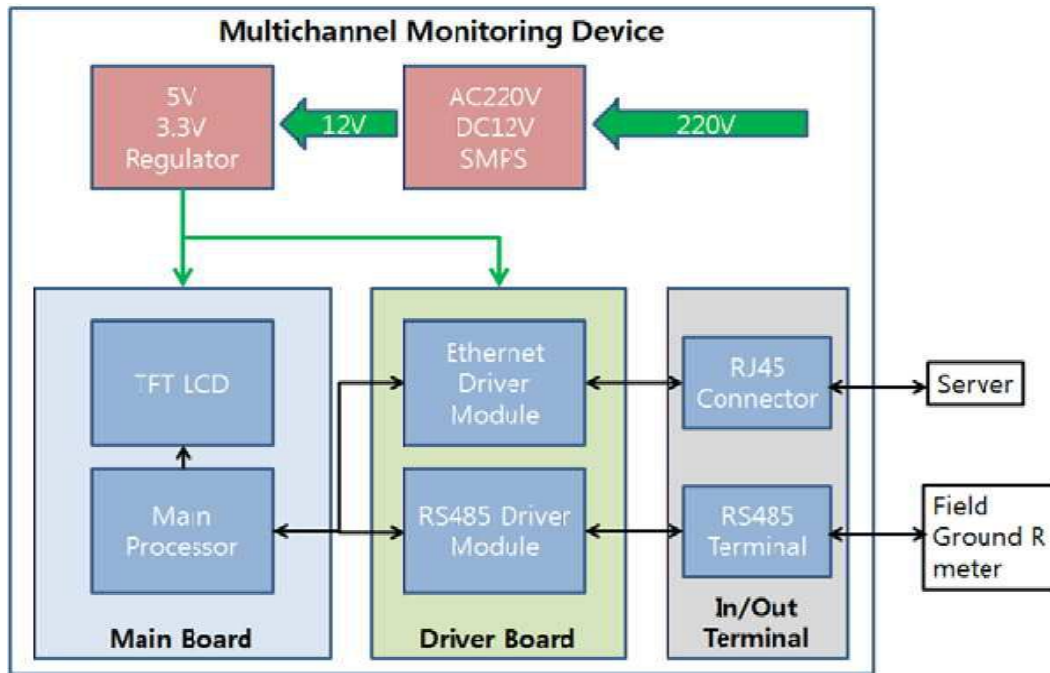 Multichannel Monitoring Device
5V
3.3V
Regulator
12V
AC220V
DC12V
SMPS
220V
TFT LCD
Main
Processor
Main Board
Ethernet
Driver
Module
RS485 Driver
Module
Driver Board
RJ45
Connector
RS485
Terminal
In/Out
Terminal
Server
Field
Ground R
meter